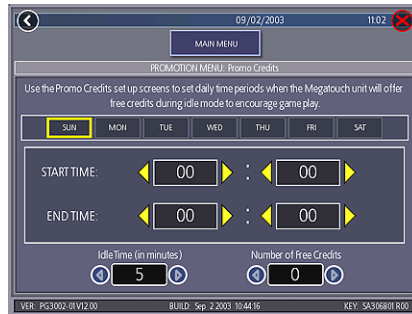 09/02/2003 11:02
MAIN MENU
PROMOTION MENU: Promo Credits
Use the Promo Credits set up screens to set daily time periods when the Megatouch unit will offer
free credits during idle mode to encourage game play.
SUN MON TUE WED THU FRI SAT
START TIME: 00 : 00
END TIME: 00 : 00
Idle Time (in minutes) Number of Free Credits
5 0
VER: PG3002-01V12.00 BUILD: Sep 2 2003 10:44:16 KEY: SA306801 R00